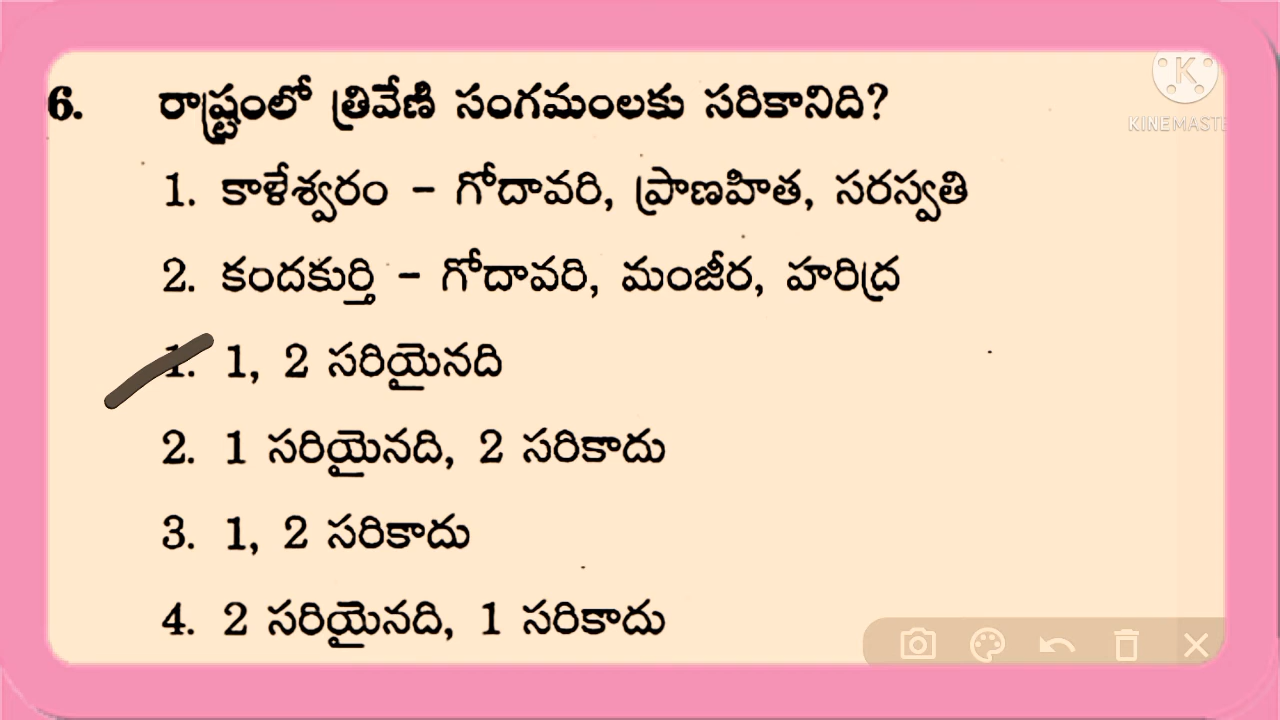 6. రాష్ట్రంలో త్రివేణి సంగమంలకు సరికానిది?
1. కాళేశ్వరం – గోదావరి, ప్రాణహిత, సరస్వతి
2. కందకుర్తి – గోదావరి, మంజీర, హరిద్ర
1. 1, 2 సరియైనది
2. 1 సరియైనది, 2 సరికాదు
3. 1, 2 సరికాదు
4. 2 సరియైనది, 1 సరికాదు
K
KINEMASTE